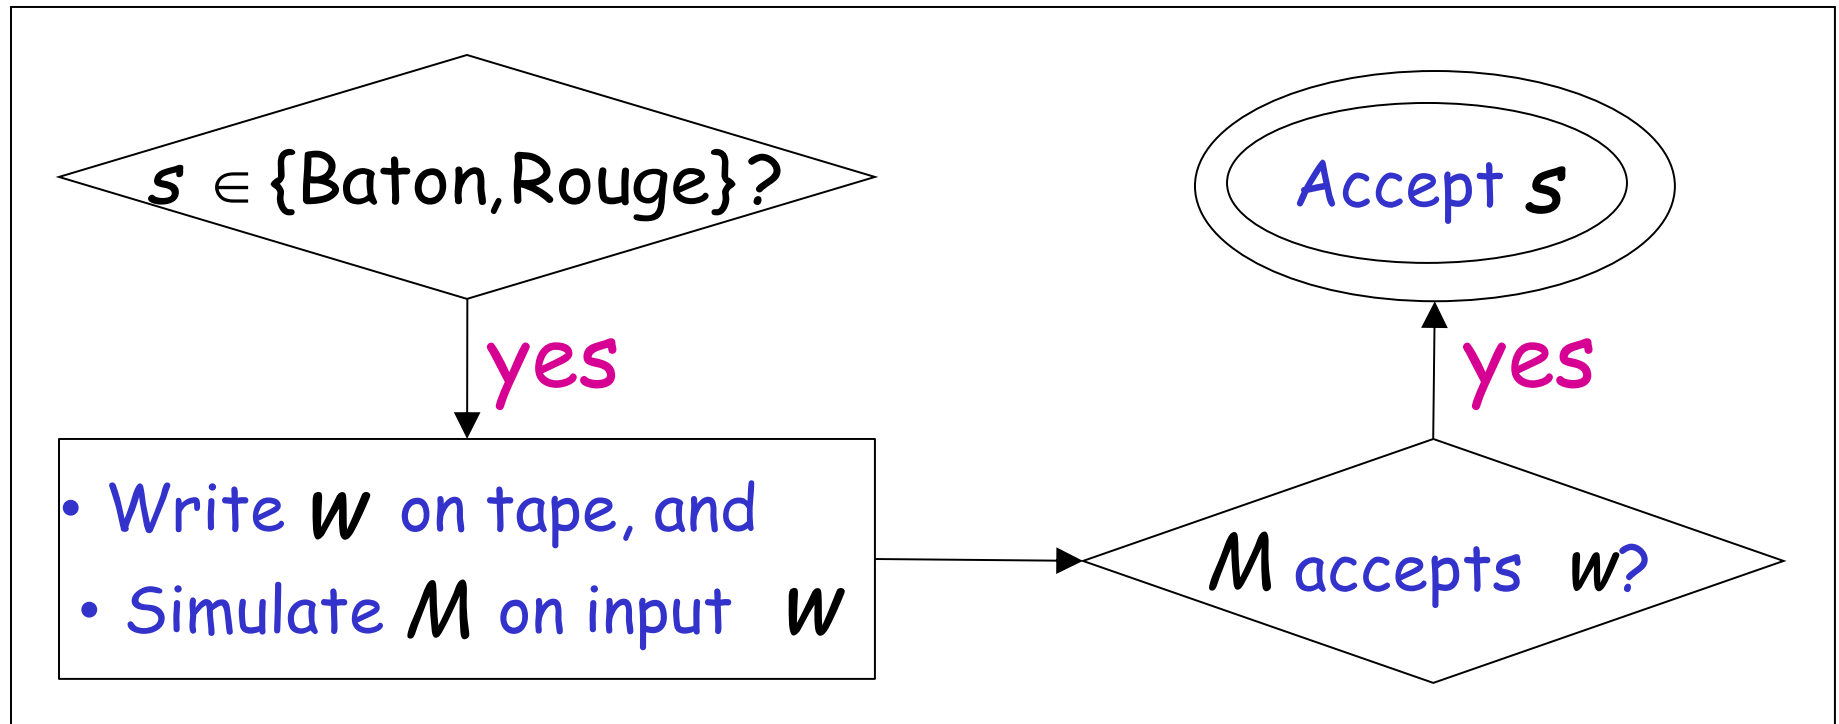 s ∈ {Baton,Rouge}?
yes
• Write w on tape, and
• Simulate M on input w
M accepts w?
yes
Accept s